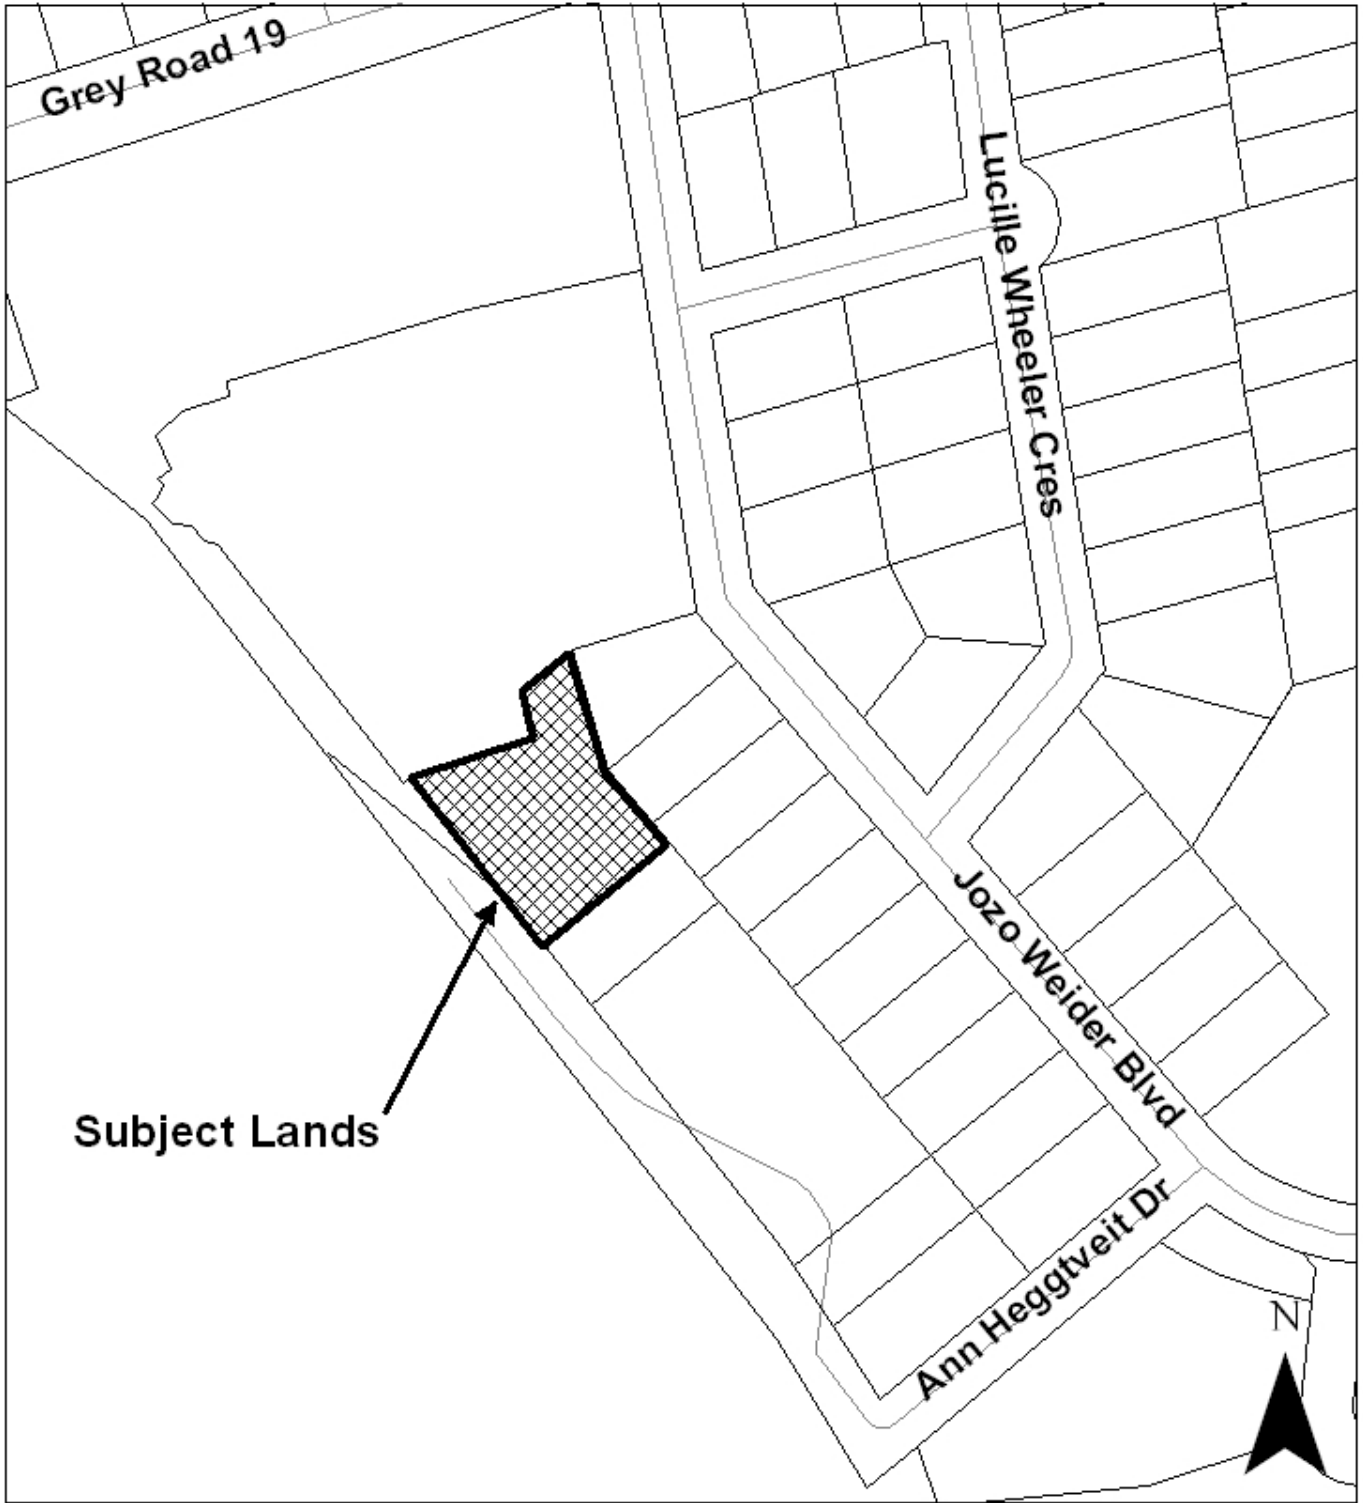 Grey Road 19
Lucille Wheeler Cres
Jozo Weider Blvd
Subject Lands
Ann Heggtveit Dr
N